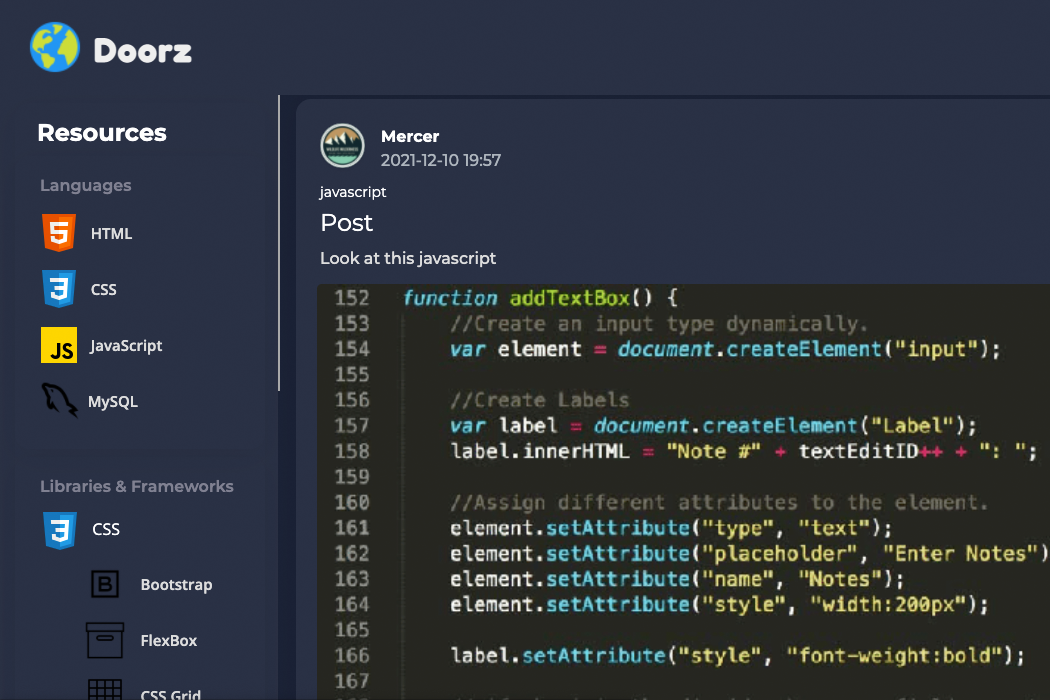 Doorz
Resources
Languages
5 HTML
3 CSS
JS JavaScript
MySQL
Libraries & Frameworks
3 CSS
B Bootstrap
FlexBox
CSS Grid
Mercer
2021-12-10 19:57
javascript
Post
Look at this javascript
152 function addTextBox() {
153 //Create an input type dynamically.
154 var element = document.createElement("input");
155
156 //Create Labels
157 var label = document.createElement("Label");
158 label.innerHTML = "Note #" + textEditID++ + ": ";
159
160 //Assign different attributes to the element.
161 element.setAttribute("type", "text");
162 element.setAttribute("placeholder", "Enter Notes")
163 element.setAttribute("name", "Notes");
164 element.setAttribute("style", "width:200px");
165
166 label.setAttribute("style", "font-weight:bold");
167